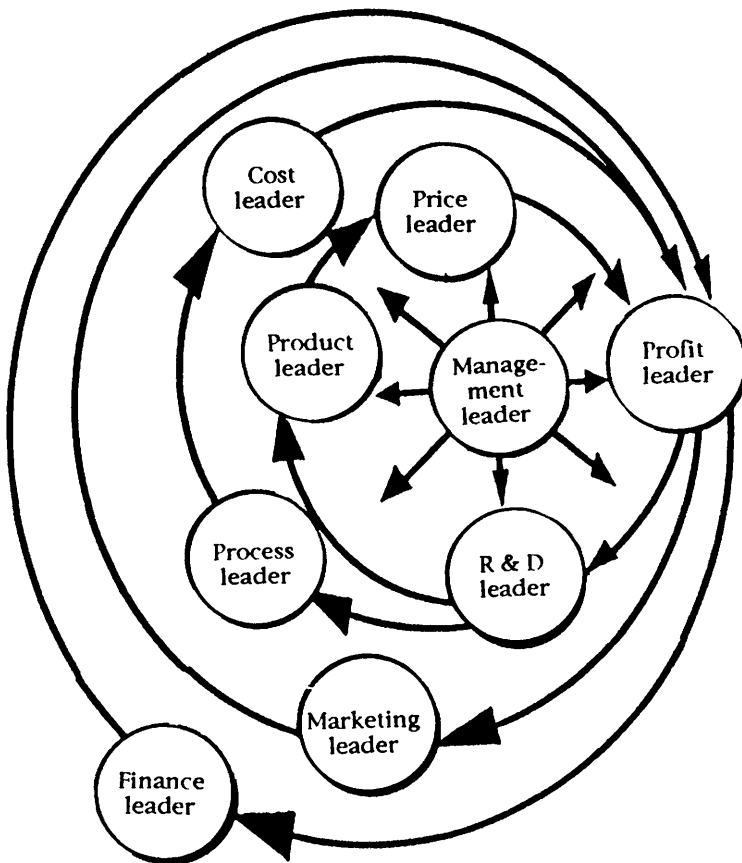 Cost
leader
Price
leader
Product
leader
Manage-
ment
leader
Profit
leader
Process
leader
R & D
leader
Marketing
leader
Finance
leader